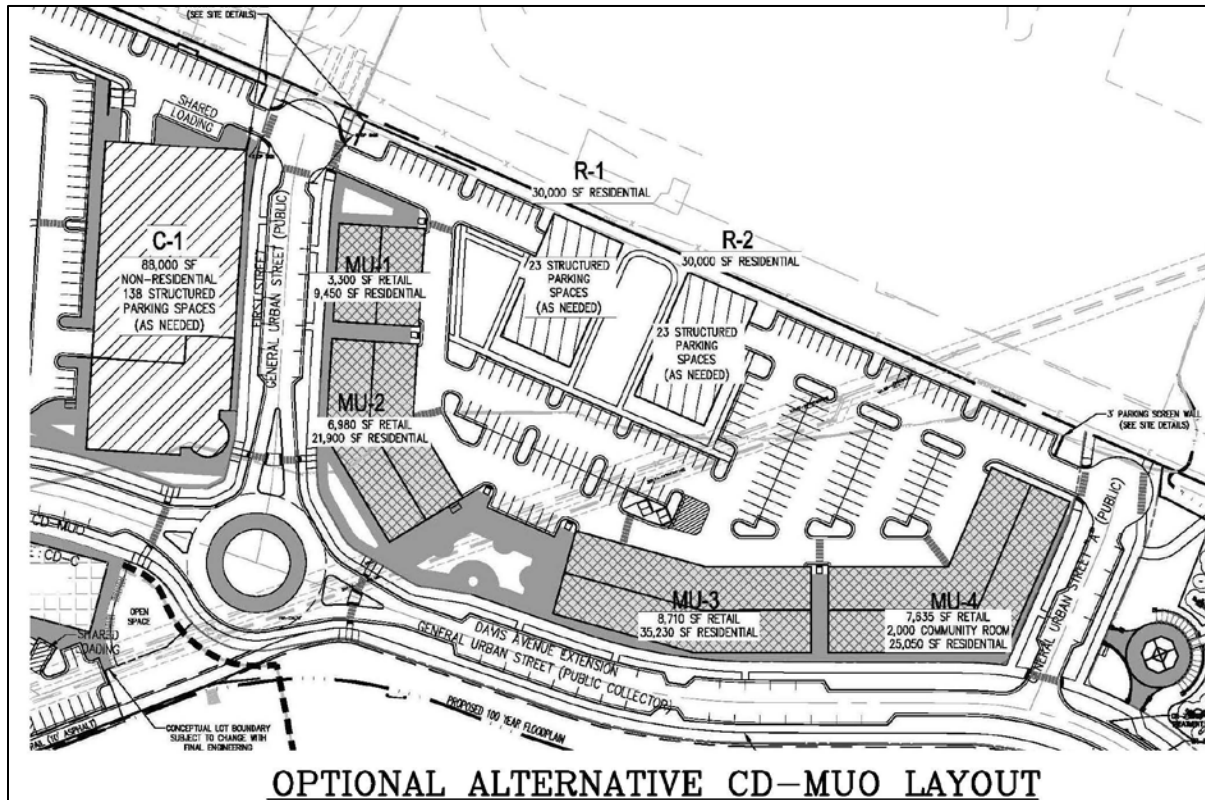 (SEE SITE DETAILS)
SHARED
LOADING
R-1
30,000 SF RESIDENTIAL
R-2
30,000 SF RESIDENTIAL
C-1
88,000 SF
NON-RESIDENTIAL
138 STRUCTURED
PARKING SPACES
(AS NEEDED)
FIRST STREET
GENERAL URBAN STREET (PUBLIC)
MU-1
3,300 SF RETAIL
9,450 SF RESIDENTIAL
23 STRUCTURED
PARKING
SPACES
(AS NEEDED)
23 STRUCTURED
PARKING
SPACES
(AS NEEDED)
MU-2
6,980 SF RETAIL
21,900 SF RESIDENTIAL
3' PARKING SCREEN WALL
(SEE SITE DETAILS)
CD-MUO
E: CD-C
OPEN
SPACE
SHARED
LOADING
MU-3
8,710 SF RETAIL
35,230 SF RESIDENTIAL
MU-4
7,635 SF RETAIL
2,000 COMMUNITY ROOM
25,050 SF RESIDENTIAL
GENERAL URBAN STREET "A" (PUBLIC)
DAVIS AVENUE EXTENSION
GENERAL URBAN STREET (PUBLIC COLLECTOR)
CONCEPTUAL LOT BOUNDARY
SUBJECT TO CHANGE WITH
FINAL ENGINEERING
PROPOSED 100 YEAR FLOODPLAIN
AIL (10' ASPHALT)
OPTIONAL ALTERNATIVE CD-MUO LAYOUT